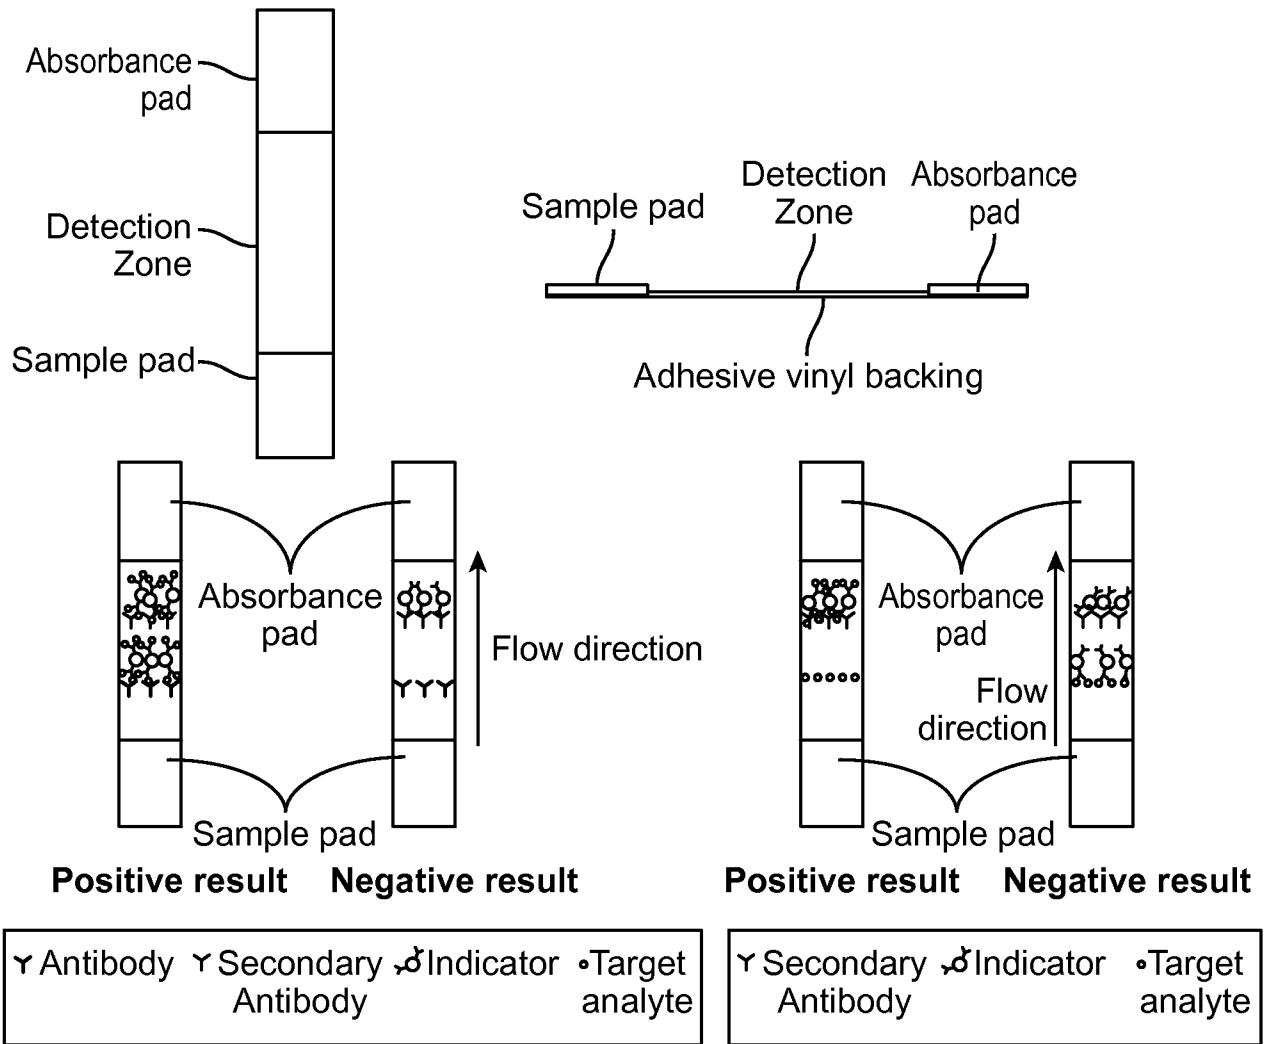 Absorbance
pad
Detection
Zone
Sample pad
Sample pad
Detection
Zone
Absorbance
pad
Adhesive vinyl backing
Absorbance
pad
Flow direction
Sample pad
Positive result
Negative result
Absorbance
pad
Flow
direction
Sample pad
Positive result
Negative result
Antibody
Secondary
Antibody
Indicator
Target
analyte
Secondary
Antibody
Indicator
Target
analyte